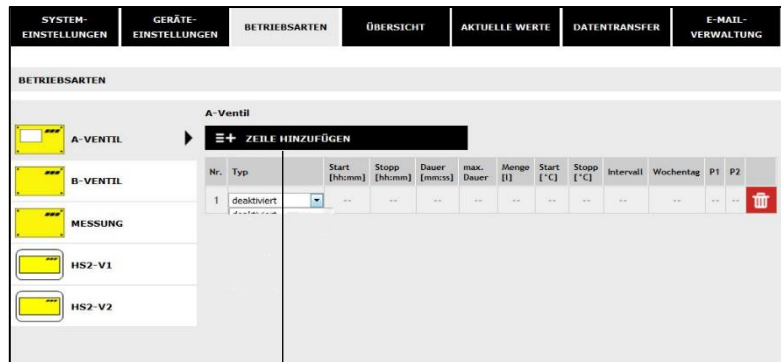 SYSTEM-
EINSTELLUNGEN
GERÄTE-
EINSTELLUNGEN
BETRIEBSARTEN
ÜBERSICHT
AKTUELLE WERTE
DATENTRANSFER
E-MAIL-
VERWALTUNG
BETRIEBSARTEN
A-Ventil
A-VENTIL
ZEILE HINZUFÜGEN
B-VENTIL
MESSUNG
HS2-V1
HS2-V2
Nr. Typ Start [hh:mm] Stopp [hh:mm] Dauer [mm:ss] max. Dauer Menge [l] Start [°C] Stopp [°C] Intervall Wochentag P1 P2
1 deaktiviert -- -- -- -- -- -- -- -- -- -- --